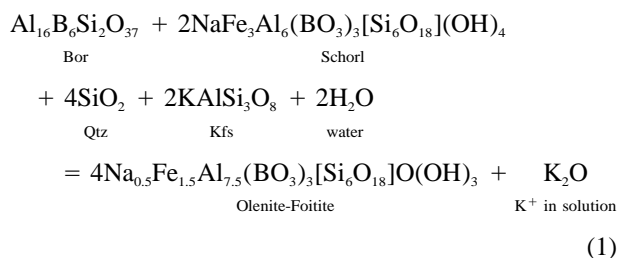 Al₁₆B₆Si₂O₃₇ + 2NaFe₃Al₆(BO₃)₃[Si₆O₁₈](OH)₄
Bor Schorl
+ 4SiO₂ + 2KAlSi₃O₈ + 2H₂O
Qtz Kfs water
= 4Na₀.₅Fe₁.₅Al₇.₅(BO₃)₃[Si₆O₁₈]O(OH)₃ + K₂O
Olenite-Foitite K⁺ in solution
(1)